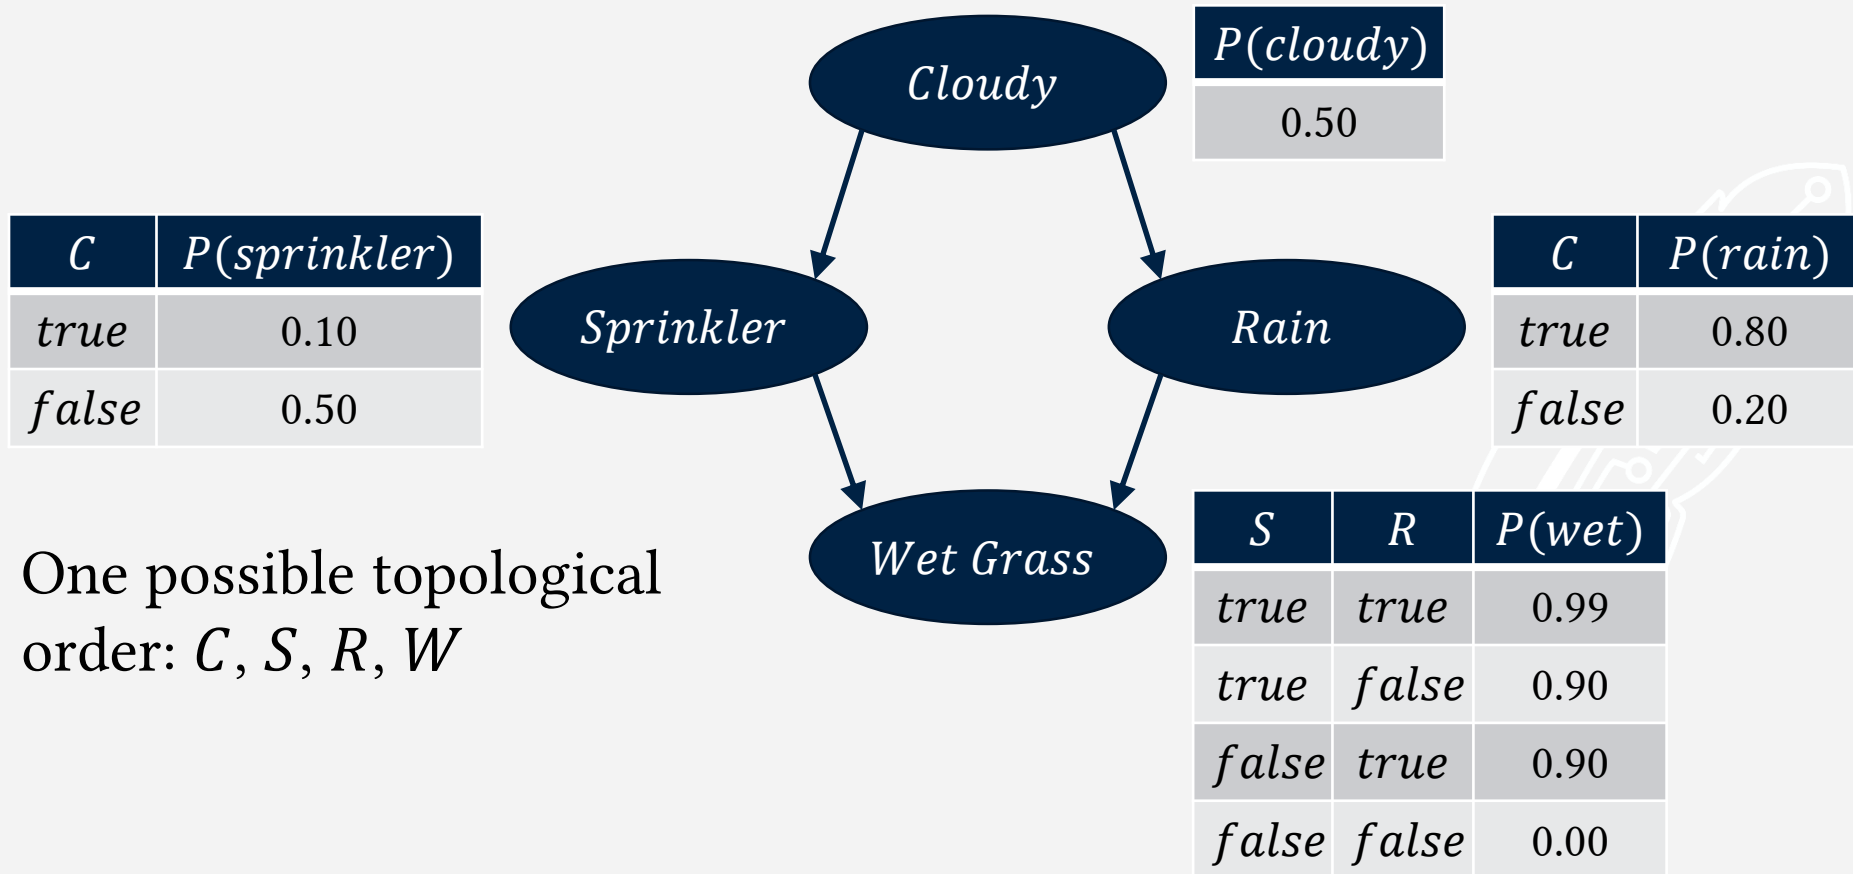 Cloudy
P(cloudy)
0.50
C P(sprinkler)
true 0.10
false 0.50
Sprinkler
Rain
C P(rain)
true 0.80
false 0.20
One possible topological
order: C, S, R, W
Wet Grass
S R P(wet)
true true 0.99
true false 0.90
false true 0.90
false false 0.00